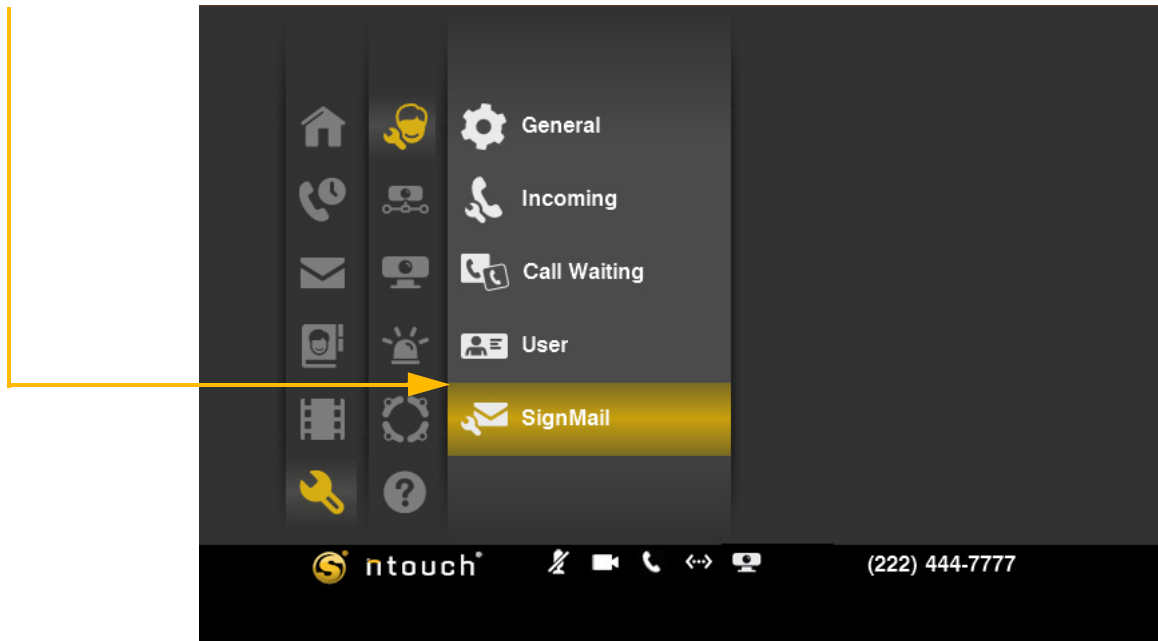 General
Incoming
Call Waiting
User
SignMail
ntouch® (222) 444-7777